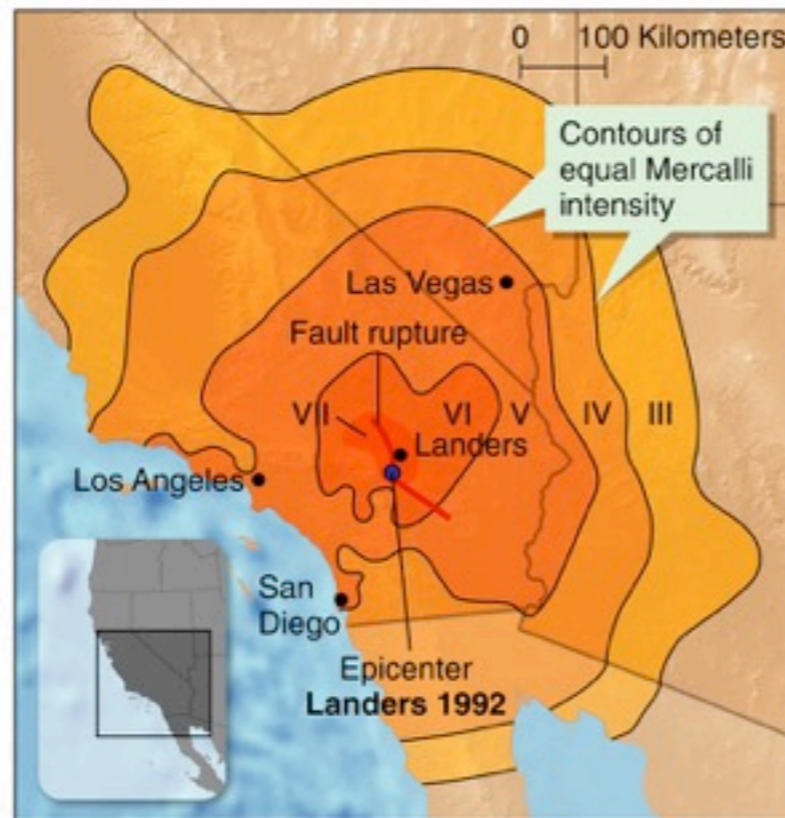 0 100 Kilometers
Contours of
equal Mercalli
intensity
Las Vegas
Fault rupture
VII VI V IV III
Landers
Los Angeles
San
Diego
Epicenter
Landers 1992